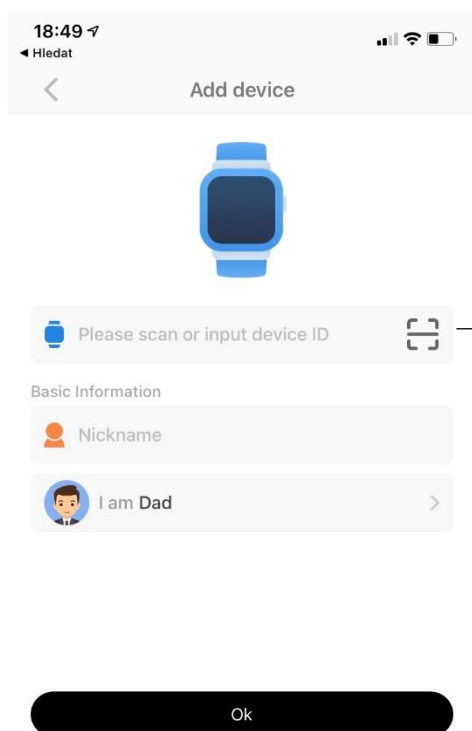 18:49
Hledat
Add device
Please scan or input device ID
Basic Information
Nickname
I am Dad
Ok